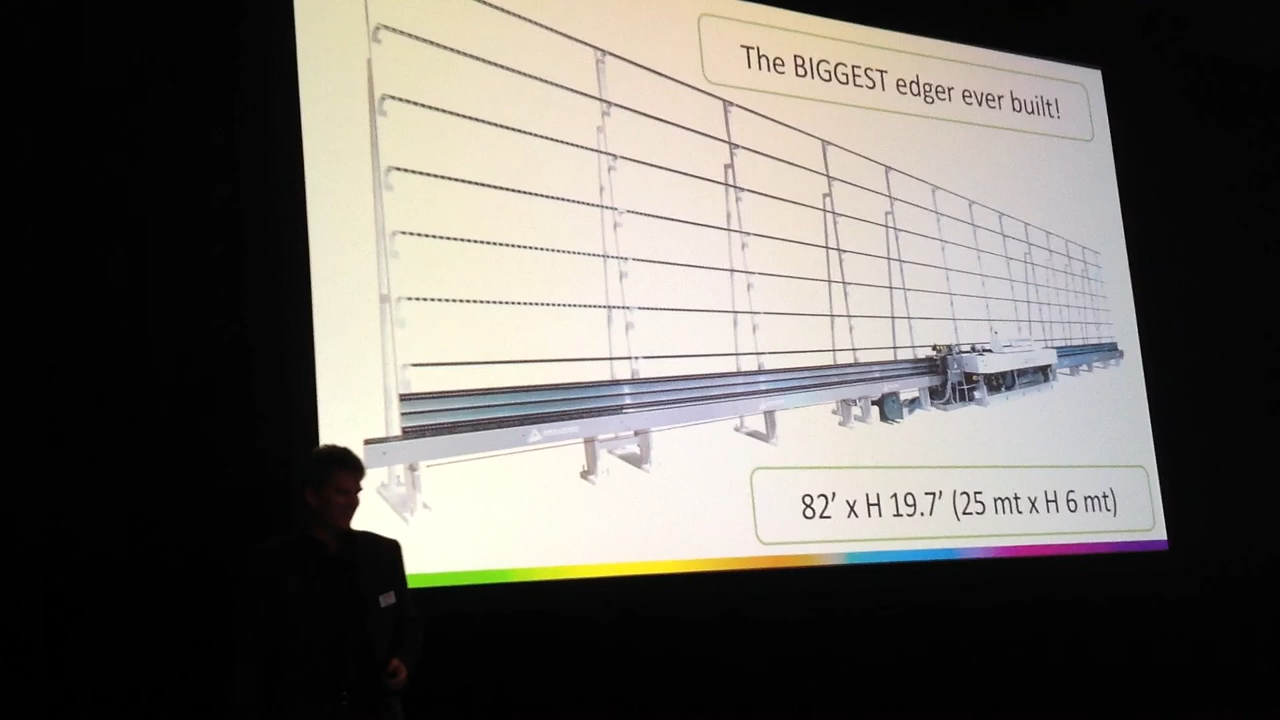 The BIGGEST edger ever built!
82’ x H 19.7’ (25 mt x H 6 mt)